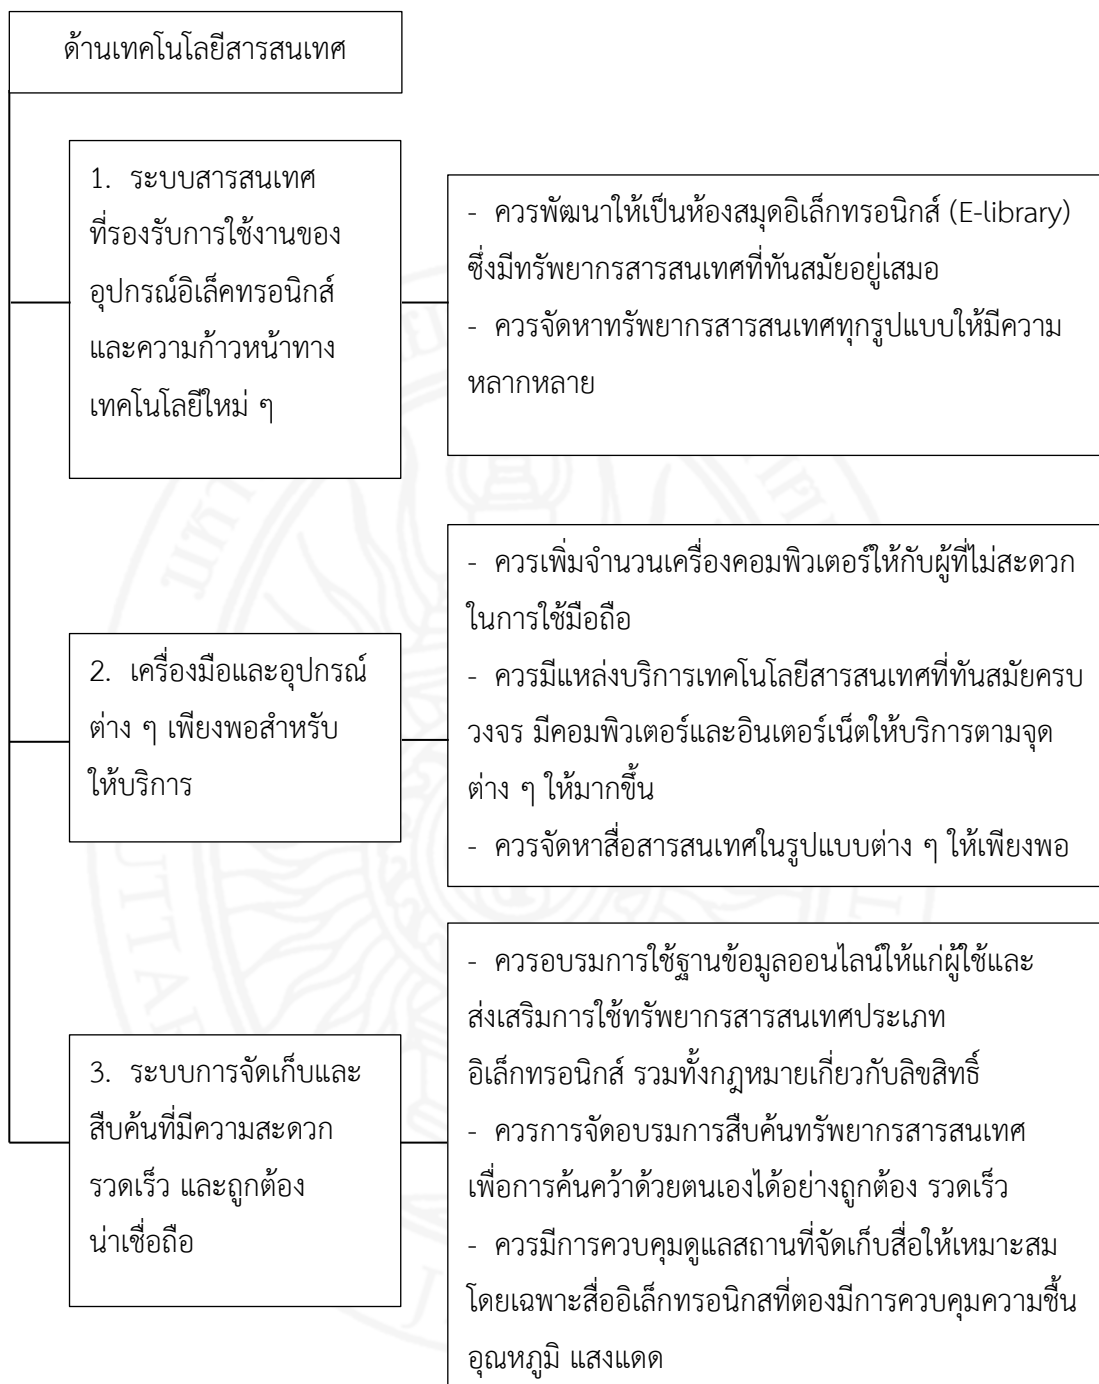 ด้านเทคโนโลยีสารสนเทศ
1. ระบบสารสนเทศ
ที่รองรับการใช้งานของ
อุปกรณ์อิเล็คทรอนิกส์
และความก้าวหน้าทาง
เทคโนโลยีใหม่ ๆ
- ควรพัฒนาให้เป็นห้องสมุดอิเล็กทรอนิกส์ (E-library)
ซึ่งมีทรัพยากรสารสนเทศที่ทันสมัยอยู่เสมอ
- ควรจัดหาทรัพยากรสารสนเทศทุกรูปแบบให้มีความ
หลากหลาย
2. เครื่องมือและอุปกรณ์
ต่าง ๆ เพียงพอสำหรับ
ให้บริการ
- ควรเพิ่มจำนวนเครื่องคอมพิวเตอร์ให้กับผู้ที่ไม่สะดวก
ในการใช้มือถือ
- ควรมีแหล่งบริการเทคโนโลยีสารสนเทศที่ทันสมัยครบ
วงจร มีคอมพิวเตอร์และอินเตอร์เน็ตให้บริการตามจุด
ต่าง ๆ ให้มากขึ้น
- ควรจัดหาสื่อสารสนเทศในรูปแบบต่าง ๆ ให้เพียงพอ
3. ระบบการจัดเก็บและ
สืบค้นที่มีความสะดวก
รวดเร็ว และถูกต้อง
น่าเชื่อถือ
- ควรอบรมการใช้ฐานข้อมูลออนไลน์ให้แก่ผู้ใช้และ
ส่งเสริมการใช้ทรัพยากรสารสนเทศประเภท
อิเล็กทรอนิกส์ รวมทั้งกฎหมายเกี่ยวกับลิขสิทธิ์
- ควรการจัดอบรมการสืบค้นทรัพยากรสารสนเทศ
เพื่อการค้นคว้าด้วยตนเองได้อย่างถูกต้อง รวดเร็ว
- ควรมีการควบคุมดูแลสถานที่จัดเก็บสื่อให้เหมาะสม
โดยเฉพาะสื่ออิเล็กทรอนิกสที่ตองมีการควบคุมความชื้น
อุณหภูมิ แสงแดด